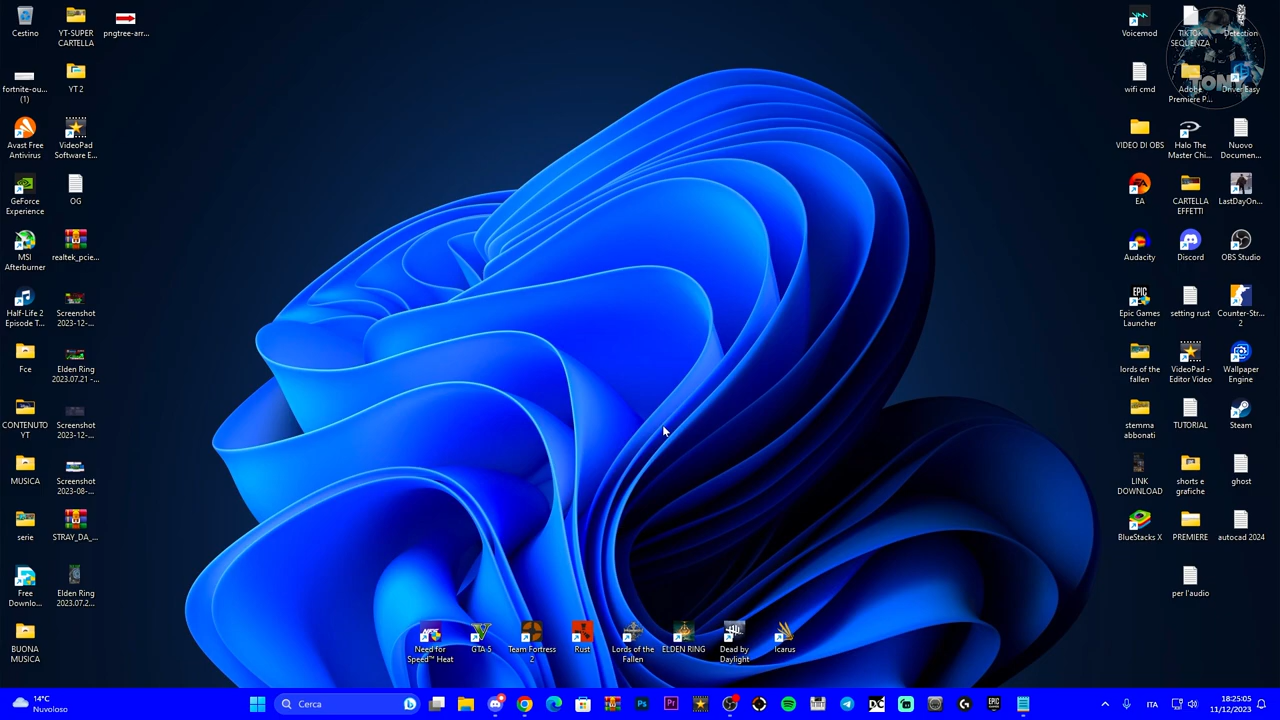 Cestino
YT-SUPER
CARTELLA
pngtree-arr...
fortnite-ou...
(1)
YT 2
Avast Free
Antivirus
VideoPad
Software E...
GeForce
Experience
OG
MSI
Afterburner
realtek_pcie...
Half-Life 2
Episode T...
Screenshot
2023-12-...
Fce
Elden Ring
2023.07.21 -...
CONTENUTO
YT
Screenshot
2023-12-...
MUSICA
Screenshot
2023-08-...
serie
STRAY_DA_...
Free
Downlo...
Elden Ring
2023.07.2...
BUONA
MUSICA
Need for
Speed™ Heat
GTA 5
Team Fortress
2
Rust
Lords of the
Fallen
ELDEN RING
Dead by
Daylight
Icarus
Voicemod
TIKTOK
SEQUENZA
Detection
wifi cmd
Adobe
Premiere P...
Driver Easy
TONY
VIDEO DI OBS
Halo The
Master Chi...
Nuovo
Documen...
EA
CARTELLA
EFFETTI
LastDayOn...
Audacity
Discord
OBS Studio
EPIC
GAMES
Epic Games
Launcher
setting rust
Counter-Str...
2
lords of the
fallen
VideoPad -
Editor Video
Wallpaper
Engine
stemma
abbonati
TUTORIAL
Steam
LINK
DOWNLOAD
shorts e
grafiche
ghost
BlueStacks X
PREMIERE
autocad 2024
per l'audio
14°C
Nuvoloso
Cerca
Ps
Pr
DC
EPIC
ITA
18:25:05
11/12/2023